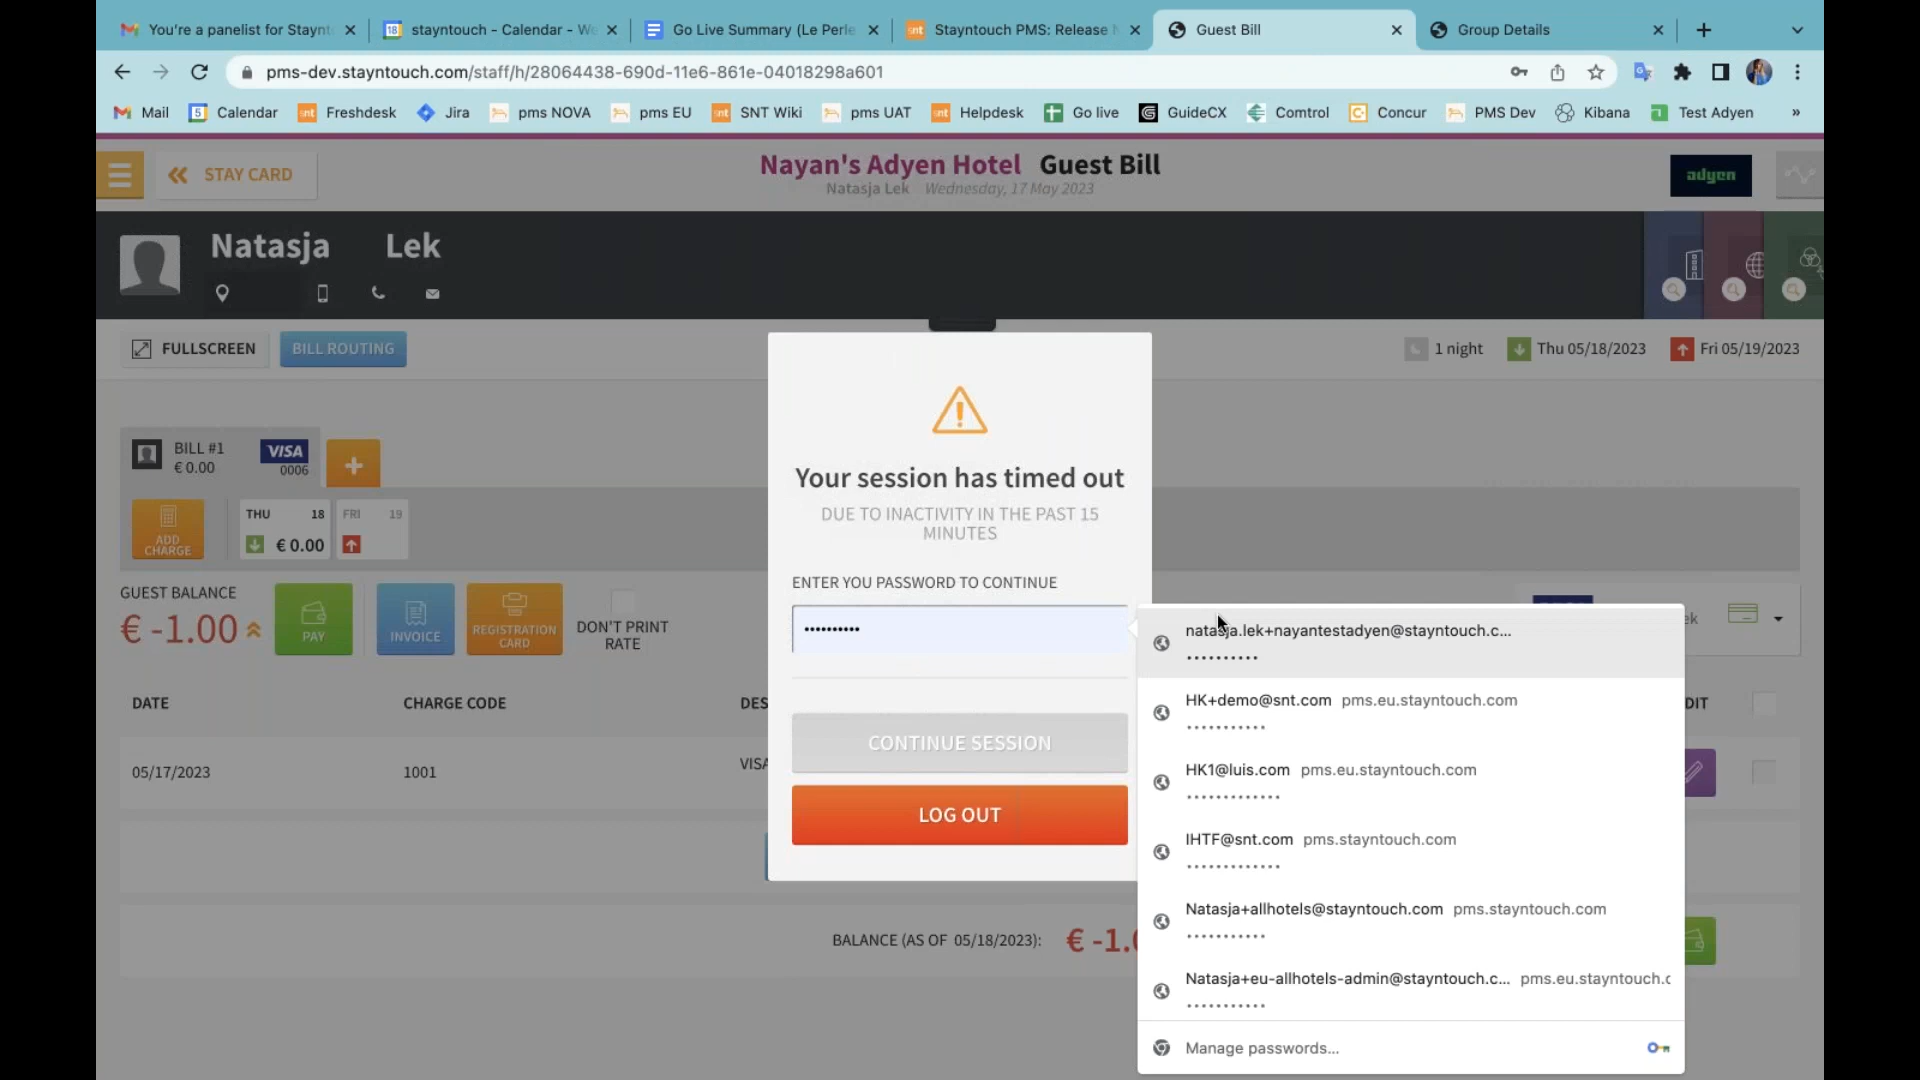 You're a panelist for Staynt
stayntouch - Calendar - We
Go Live Summary (Le Perle
Stayntouch PMS: Release N
Guest Bill
Group Details
pms-dev.stayntouch.com/staff/h/28064438-690d-11e6-861e-04018298a601
Mail
Calendar
Freshdesk
Jira
pms NOVA
pms EU
SNT Wiki
pms UAT
Helpdesk
Go live
GuideCX
Comtrol
Concur
PMS Dev
Kibana
Test Adyen
STAY CARD
Nayan's Adyen Hotel Guest Bill
Natasja Lek Wednesday, 17 May 2023
adyen
Natasja Lek
FULLSCREEN
BILL ROUTING
1 night
Thu 05/18/2023
Fri 05/19/2023
BILL #1
€ 0.00
VISA
0006
ADD
CHARGE
THU 18
€ 0.00
FRI 19
GUEST BALANCE
€ -1.00
PAY
INVOICE
REGISTRATION
CARD
DON'T PRINT
RATE
DATE
CHARGE CODE
DES
DIT
05/17/2023
1001
VISA
BALANCE (AS OF 05/18/2023):
€ -1.0
ek
Your session has timed out
DUE TO INACTIVITY IN THE PAST 15
MINUTES
ENTER YOU PASSWORD TO CONTINUE
••••••••••
CONTINUE SESSION
LOG OUT
natasja.lek+nayantestadyen@stayntouch.c...
••••••••••
HK+demo@snt.com pms.eu.stayntouch.com
•••••••••••
HK1@luis.com pms.eu.stayntouch.com
•••••••••••••
IHTF@snt.com pms.stayntouch.com
•••••••••••••
Natasja+allhotels@stayntouch.com pms.stayntouch.com
•••••••••••
Natasja+eu-allhotels-admin@stayntouch.c... pms.eu.stayntouch.c
•••••••••••
Manage passwords...